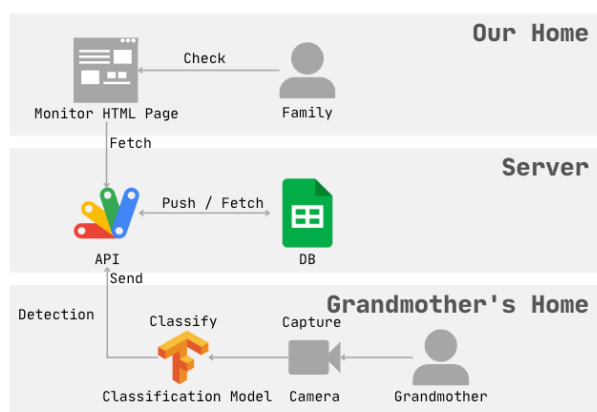 Our Home
Check
Monitor HTML Page
Family
Fetch
Server
Push / Fetch
API
DB
Send
Grandmother's Home
Detection
Classify
Capture
Classification Model
Camera
Grandmother